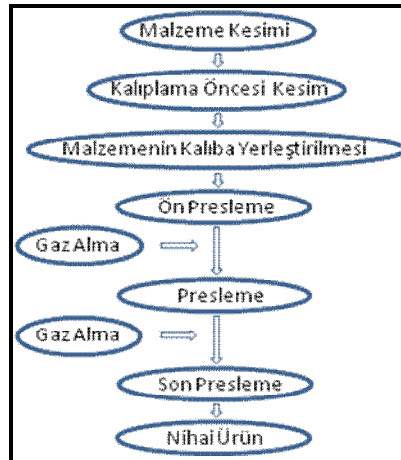 Malzeme Kesimi
Kalıplama Öncesi Kesim
Malzemenin Kalıba Yerleştirilmesi
Ön Presleme
Gaz Alma
Presleme
Gaz Alma
Son Presleme
Nihai Ürün